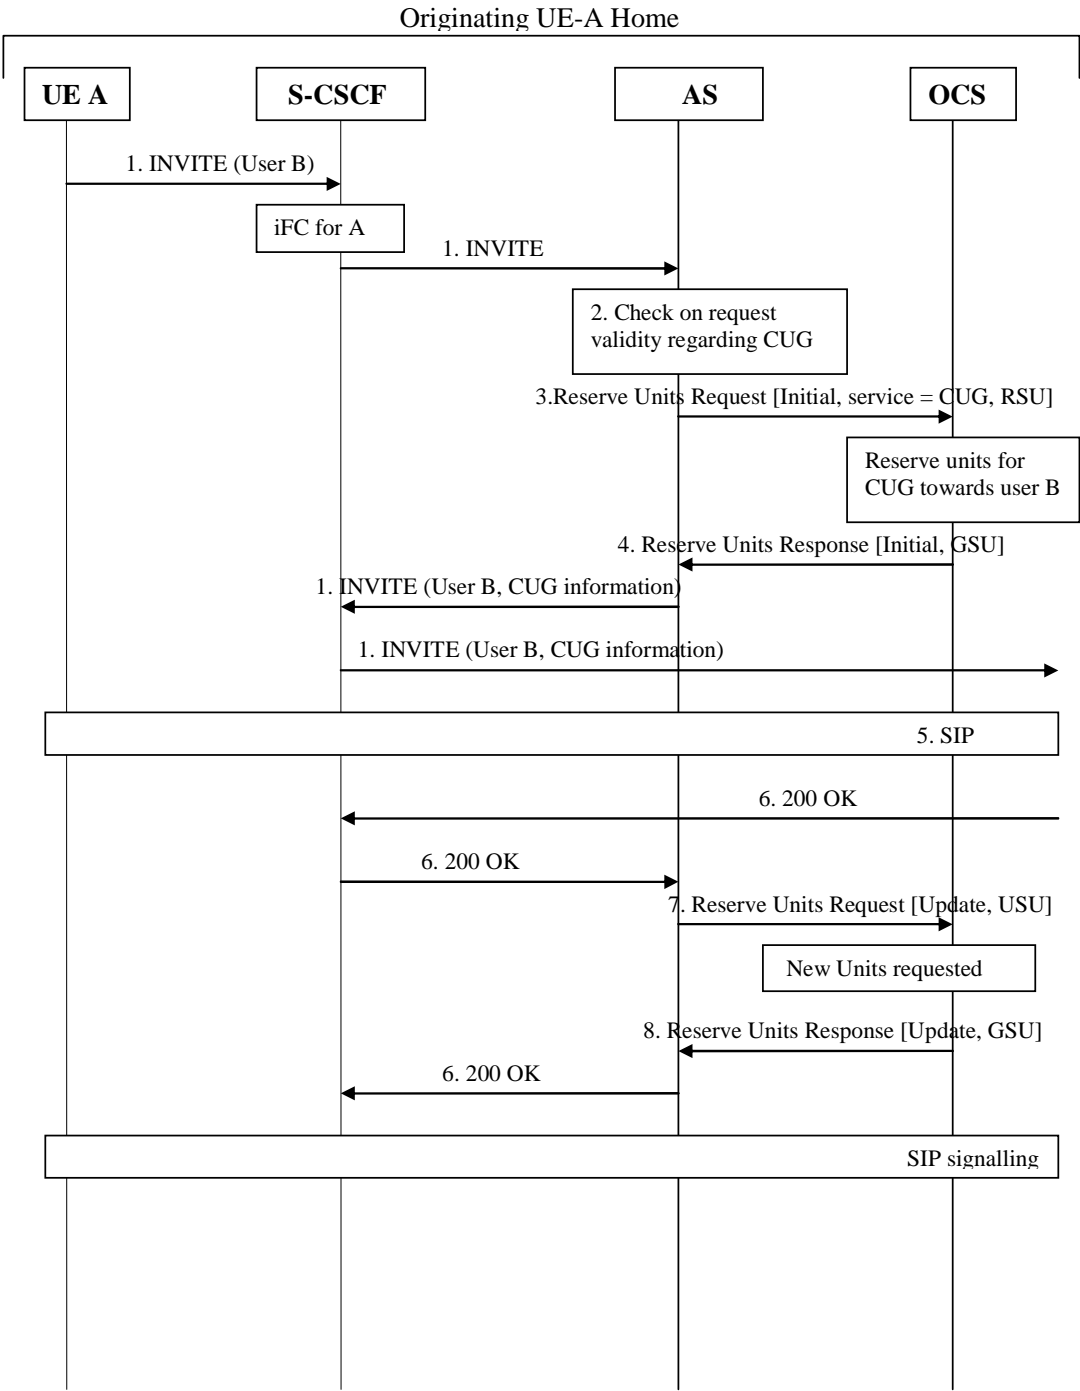 Originating UE-A Home
UE A
S-CSCF
AS
OCS
1. INVITE (User B)
iFC for A
1. INVITE
2. Check on request
validity regarding CUG
3.Reserve Units Request [Initial, service = CUG, RSU]
Reserve units for
CUG towards user B
4. Reserve Units Response [Initial, GSU]
1. INVITE (User B, CUG information)
1. INVITE (User B, CUG information)
5. SIP
6. 200 OK
6. 200 OK
7. Reserve Units Request [Update, USU]
New Units requested
8. Reserve Units Response [Update, GSU]
6. 200 OK
SIP signalling